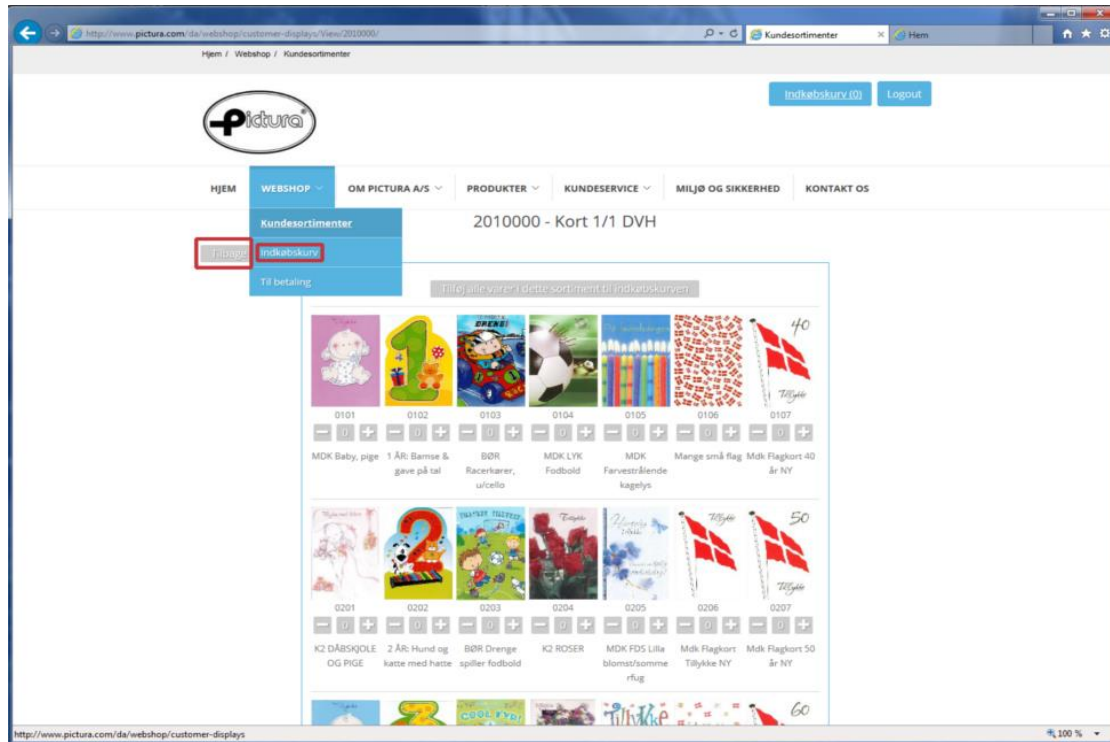 http://www.pictura.com/da/webshop/customer-displays/View/2010000/
Kundesortimenter
Hem
Hjem / Webshop / Kundesortimenter
Pictura
Indkøbskurv (0)
Logout
HJEM
WEBSHOP
OM PICTURA A/S
PRODUKTER
KUNDESERVICE
MILJØ OG SIKKERHED
KONTAKT OS
Kundesortimenter
2010000 - Kort 1/1 DVH
Tilbage
Indkøbskurv
Til betaling
Tilføj alle varer i dette sortiment til indkøbskurven
1
DRENG!
40
Tillykke
0101 0102 0103 0104 0105 0106 0107
0 0 0 0 0 0 0
MDK Baby, pige
1 ÅR: Bamse &
gave på tal
BØR
Racerkører,
u/cello
MDK LYK
Fodbold
MDK
Farvestrålende
kagelys
Mange små flag
Mdk Flagkort 40
år NY
2
Tillykke
50
Tillykke
0201 0202 0203 0204 0205 0206 0207
0 0 0 0 0 0 0
K2 DÅBSKJOLE
OG PIGE
2 ÅR: Hund og
katte med hatte
BØR Drenge
spiller fodbold
K2 ROSER
MDK FDS Lilla
blomst/somme
rfug
Mdk Flagkort
Tillykke NY
Mdk Flagkort 50
år NY
3
COOL FYR!
Tillykke
60
http://www.pictura.com/da/webshop/customer-displays
100 %